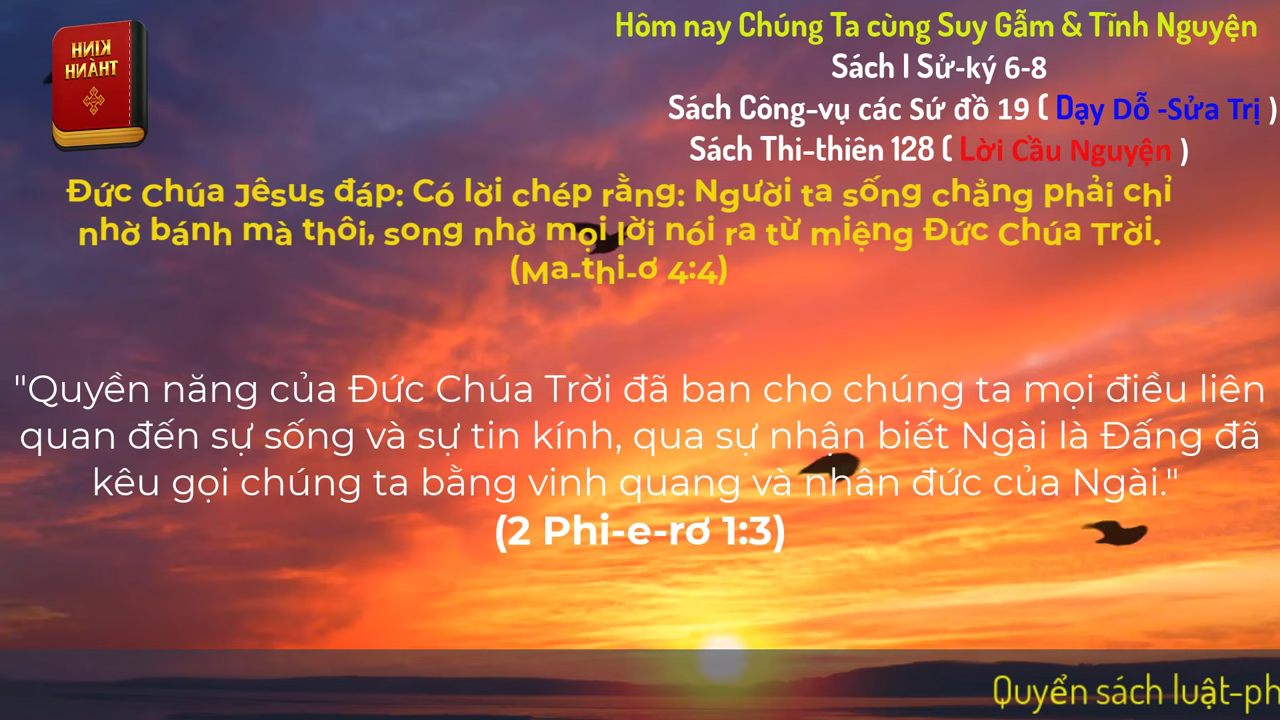 KINH
THÀNH
Hôm nay Chúng Ta cùng Suy Gẫm & Tĩnh Nguyện
Sách I Sử-ký 6-8
Sách Công-vụ các Sứ đồ 19 ( Dạy Dỗ -Sửa Trị )
Sách Thi-thiên 128 ( Lời Cầu Nguyện )
Đức Chúa Jêsus đáp: Có lời chép rằng: Người ta sống chẳng phải chỉ
nhờ bánh mà thôi, song nhờ mọi lời nói ra từ miệng Đức Chúa Trời.
(Ma-thi-ơ 4:4)
"Quyền năng của Đức Chúa Trời đã ban cho chúng ta mọi điều liên
quan đến sự sống và sự tin kính, qua sự nhận biết Ngài là Đấng đã
kêu gọi chúng ta bằng vinh quang và nhân đức của Ngài."
(2 Phi-e-rơ 1:3)
Quyển sách luật-ph